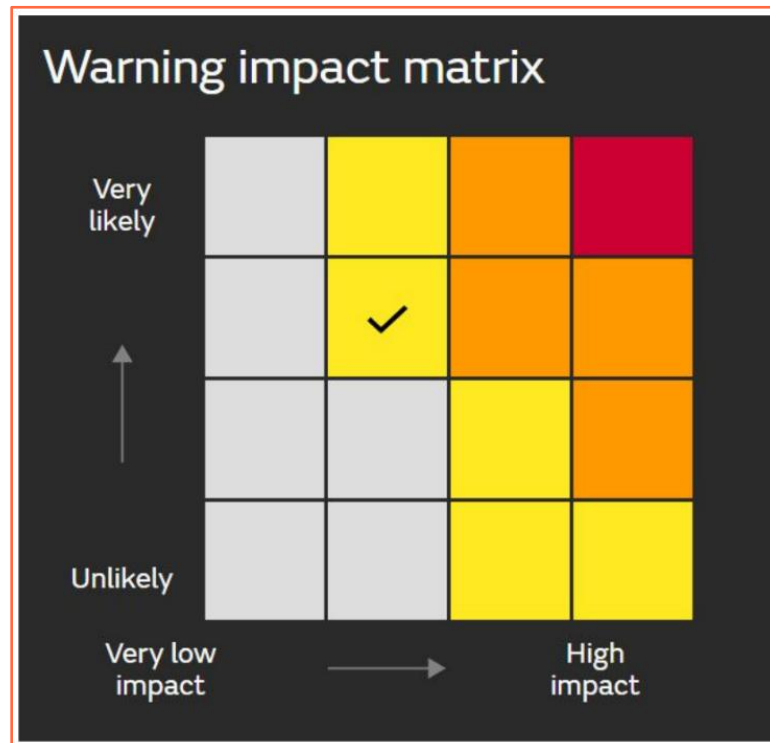 Warning impact matrix
Very
likely
Unlikely
Very low
impact
High
impact